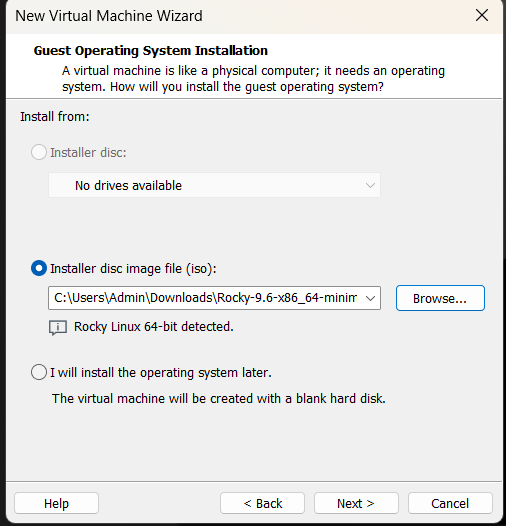 New Virtual Machine Wizard
Guest Operating System Installation
A virtual machine is like a physical computer; it needs an operating
system. How will you install the guest operating system?
Install from:
Installer disc:
No drives available
Installer disc image file (iso):
C:\Users\Admin\Downloads\Rocky-9.6-x86_64-minim
Browse...
Rocky Linux 64-bit detected.
I will install the operating system later.
The virtual machine will be created with a blank hard disk.
Help
< Back
Next >
Cancel